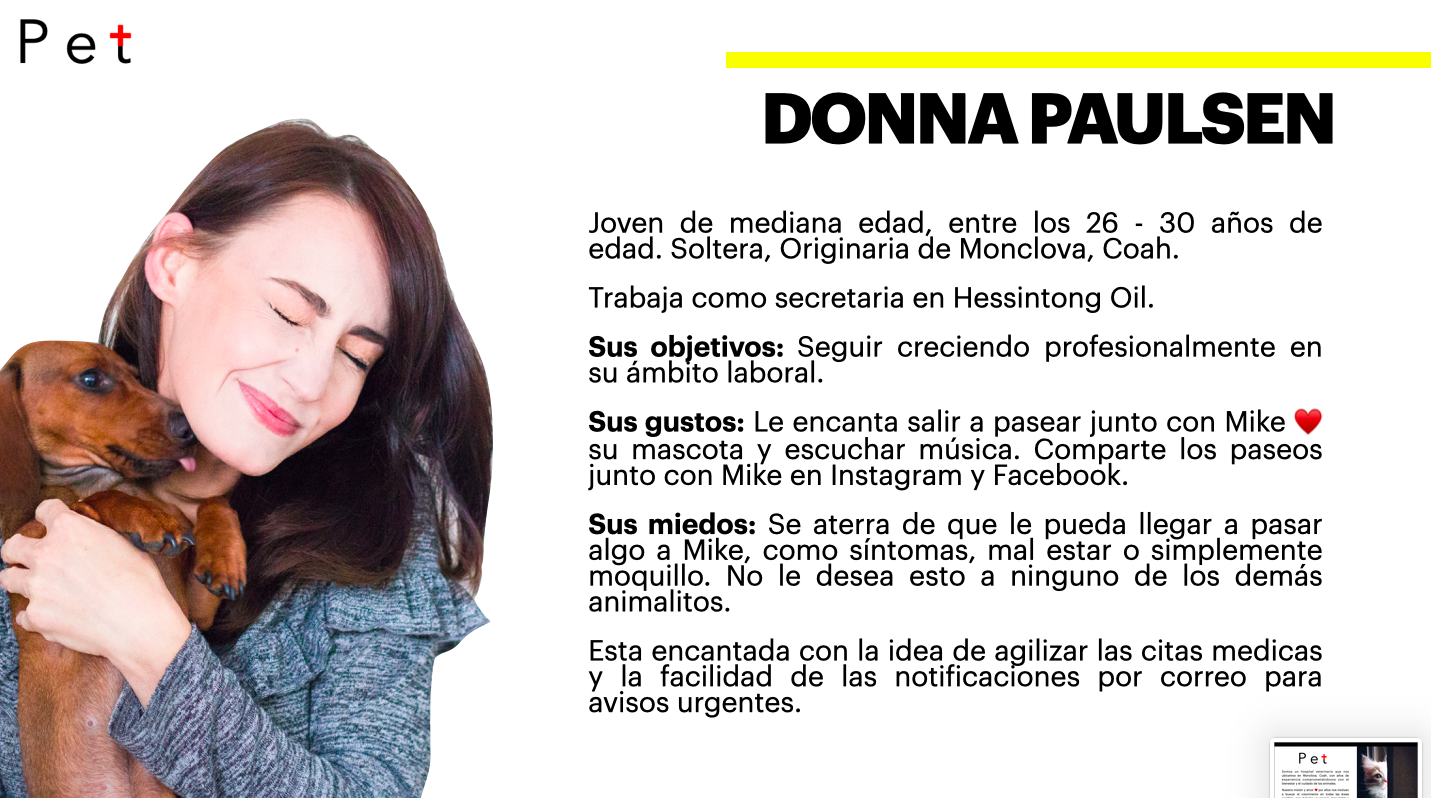 Pet
DONNA PAULSEN
Joven de mediana edad, entre los 26 - 30 años de
edad. Soltera, Originaria de Monclova, Coah.
Trabaja como secretaria en Hessintong Oil.
Sus objetivos: Seguir creciendo profesionalmente en
su ámbito laboral.
Sus gustos: Le encanta salir a pasear junto con Mike ♥️
su mascota y escuchar música. Comparte los paseos
junto con Mike en Instagram y Facebook.
Sus miedos: Se aterra de que le pueda llegar a pasar
algo a Mike, como síntomas, mal estar o simplemente
moquillo. No le desea esto a ninguno de los demás
animalitos.
Esta encantada con la idea de agilizar las citas medicas
y la facilidad de las notificaciones por correo para
avisos urgentes.
Pet